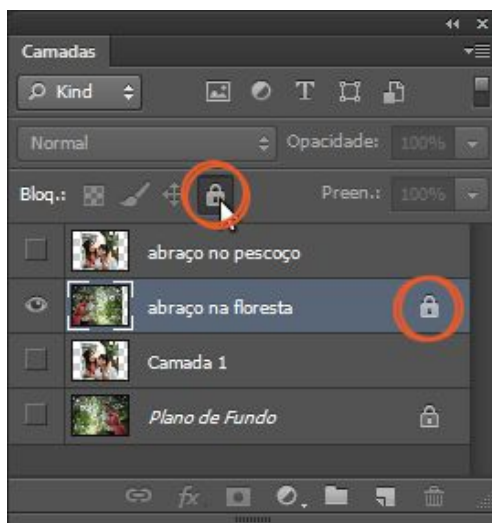 Camadas
Kind
Normal Opacidade: 100%
Bloq.: Preen.: 100%
abraço no pescoço
abraço na floresta
Camada 1
Plano de Fundo
fx